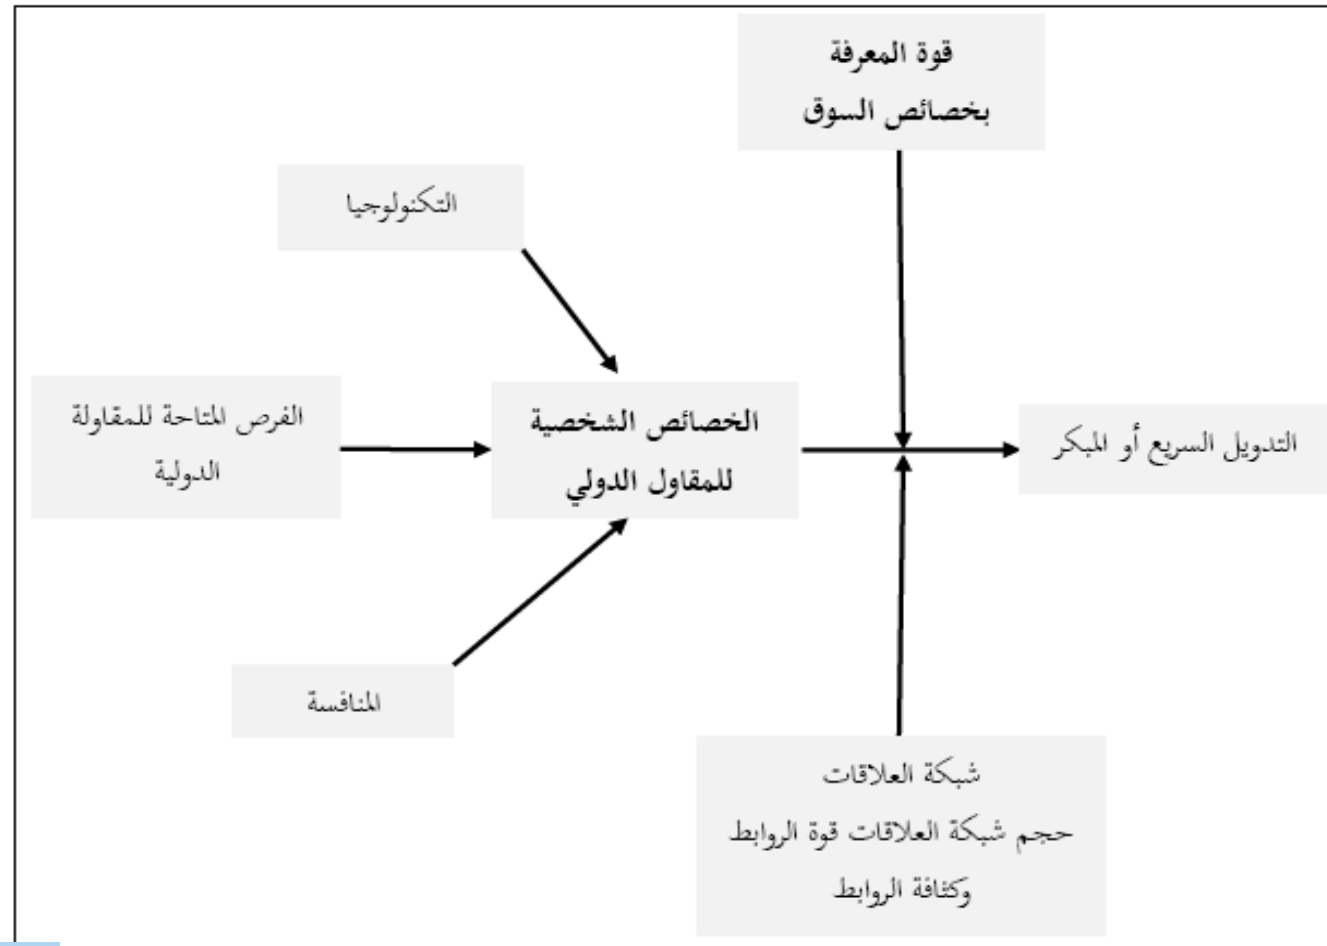 قوة المعرفة
بخصائص السوق
التكنولوجيا
الفرص المتاحة للمقاولة
الدولية
الخصائص الشخصية
للمقاول الدولي
التدويل السريع أو المبكر
المنافسة
شبكة العلاقات
حجم شبكة العلاقات قوة الروابط
وكثافة الروابط